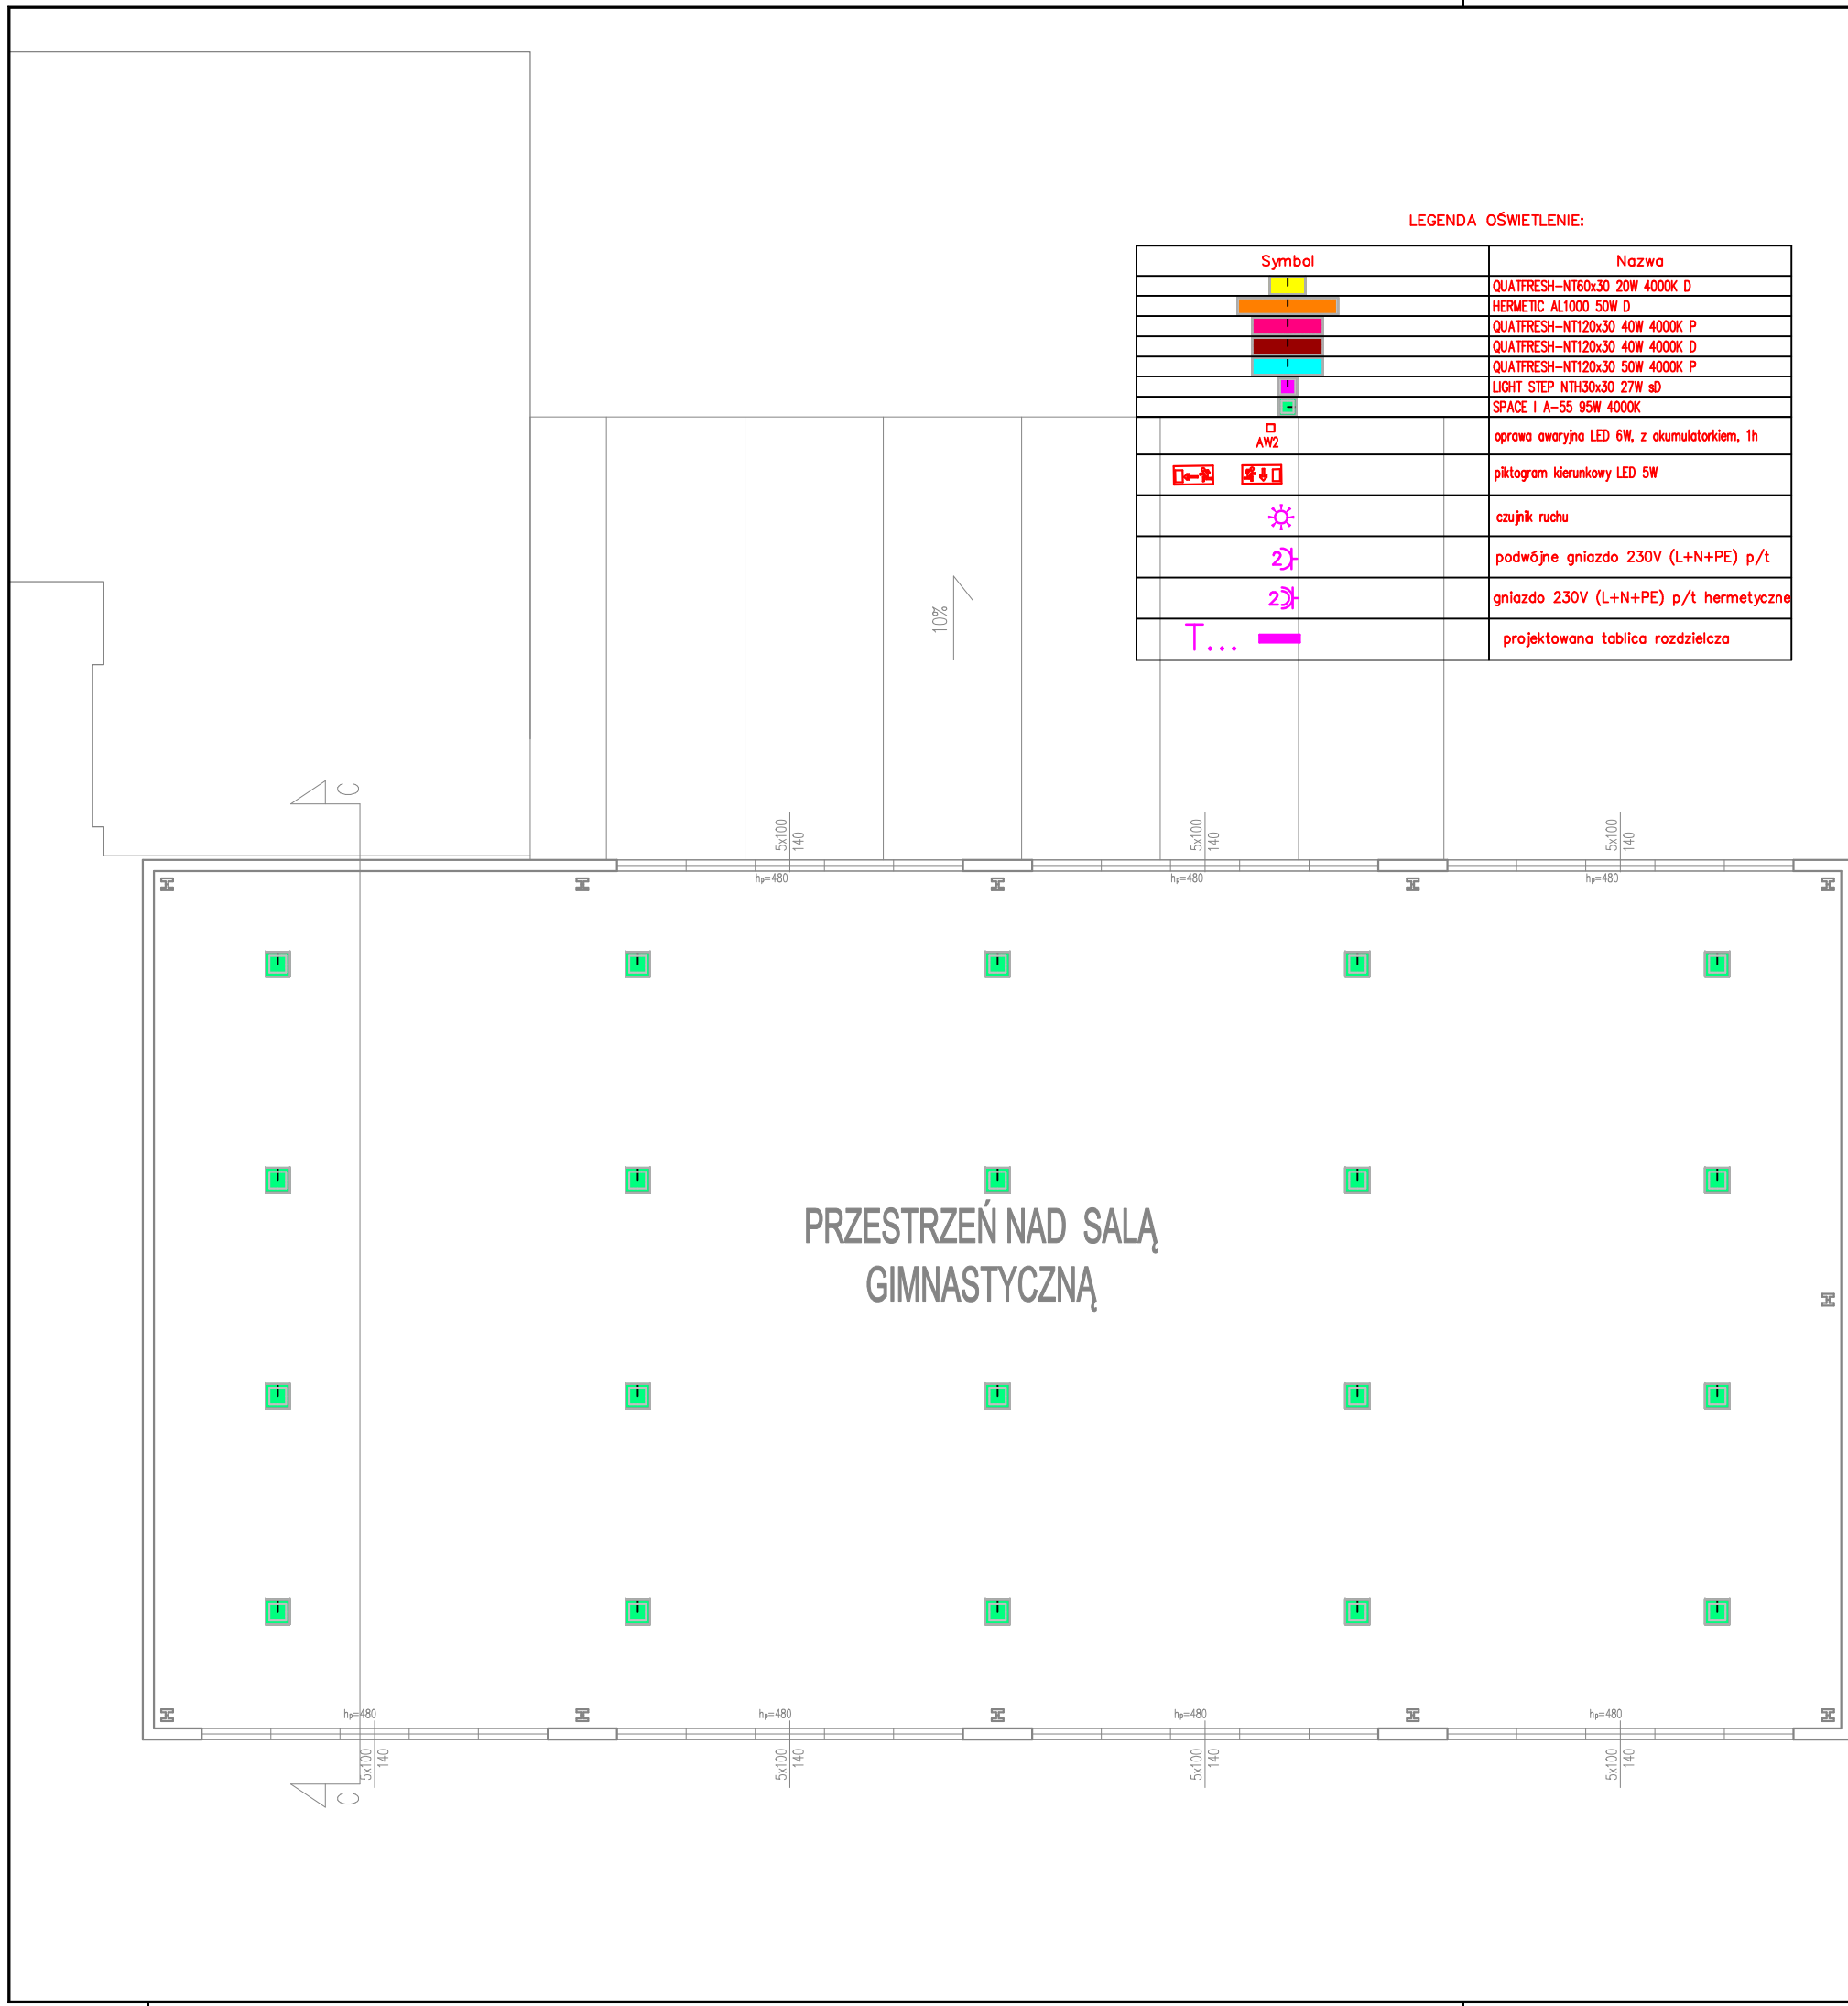 LEGENDA OŚWIETLENIE:
Symbol Nazwa
QUATFRESH-NT60x30 20W 4000K D
HERMETIC AL1000 50W D
QUATFRESH-NT120x30 40W 4000K P
QUATFRESH-NT120x30 40W 4000K D
QUATFRESH-NT120x30 50W 4000K P
LIGHT STEP NTH30x30 27W sD
SPACE I A-55 95W 4000K
AW2 oprawa awaryjna LED 6W, z akumulatorkiem, 1h
piktogram kierunkowy LED 5W
czujnik ruchu
2 podwójne gniazdo 230V (L+N+PE) p/t
2 gniazdo 230V (L+N+PE) p/t hermetyczne
T... projektowana tablica rozdzielcza
10%
C
5x100
140
5x100
140
5x100
140
hp=480
hp=480
hp=480
PRZESTRZEŃ NAD SALĄ
GIMNASTYCZNĄ
hp=480
hp=480
hp=480
hp=480
5x100
140
5x100
140
5x100
140
5x100
140
C